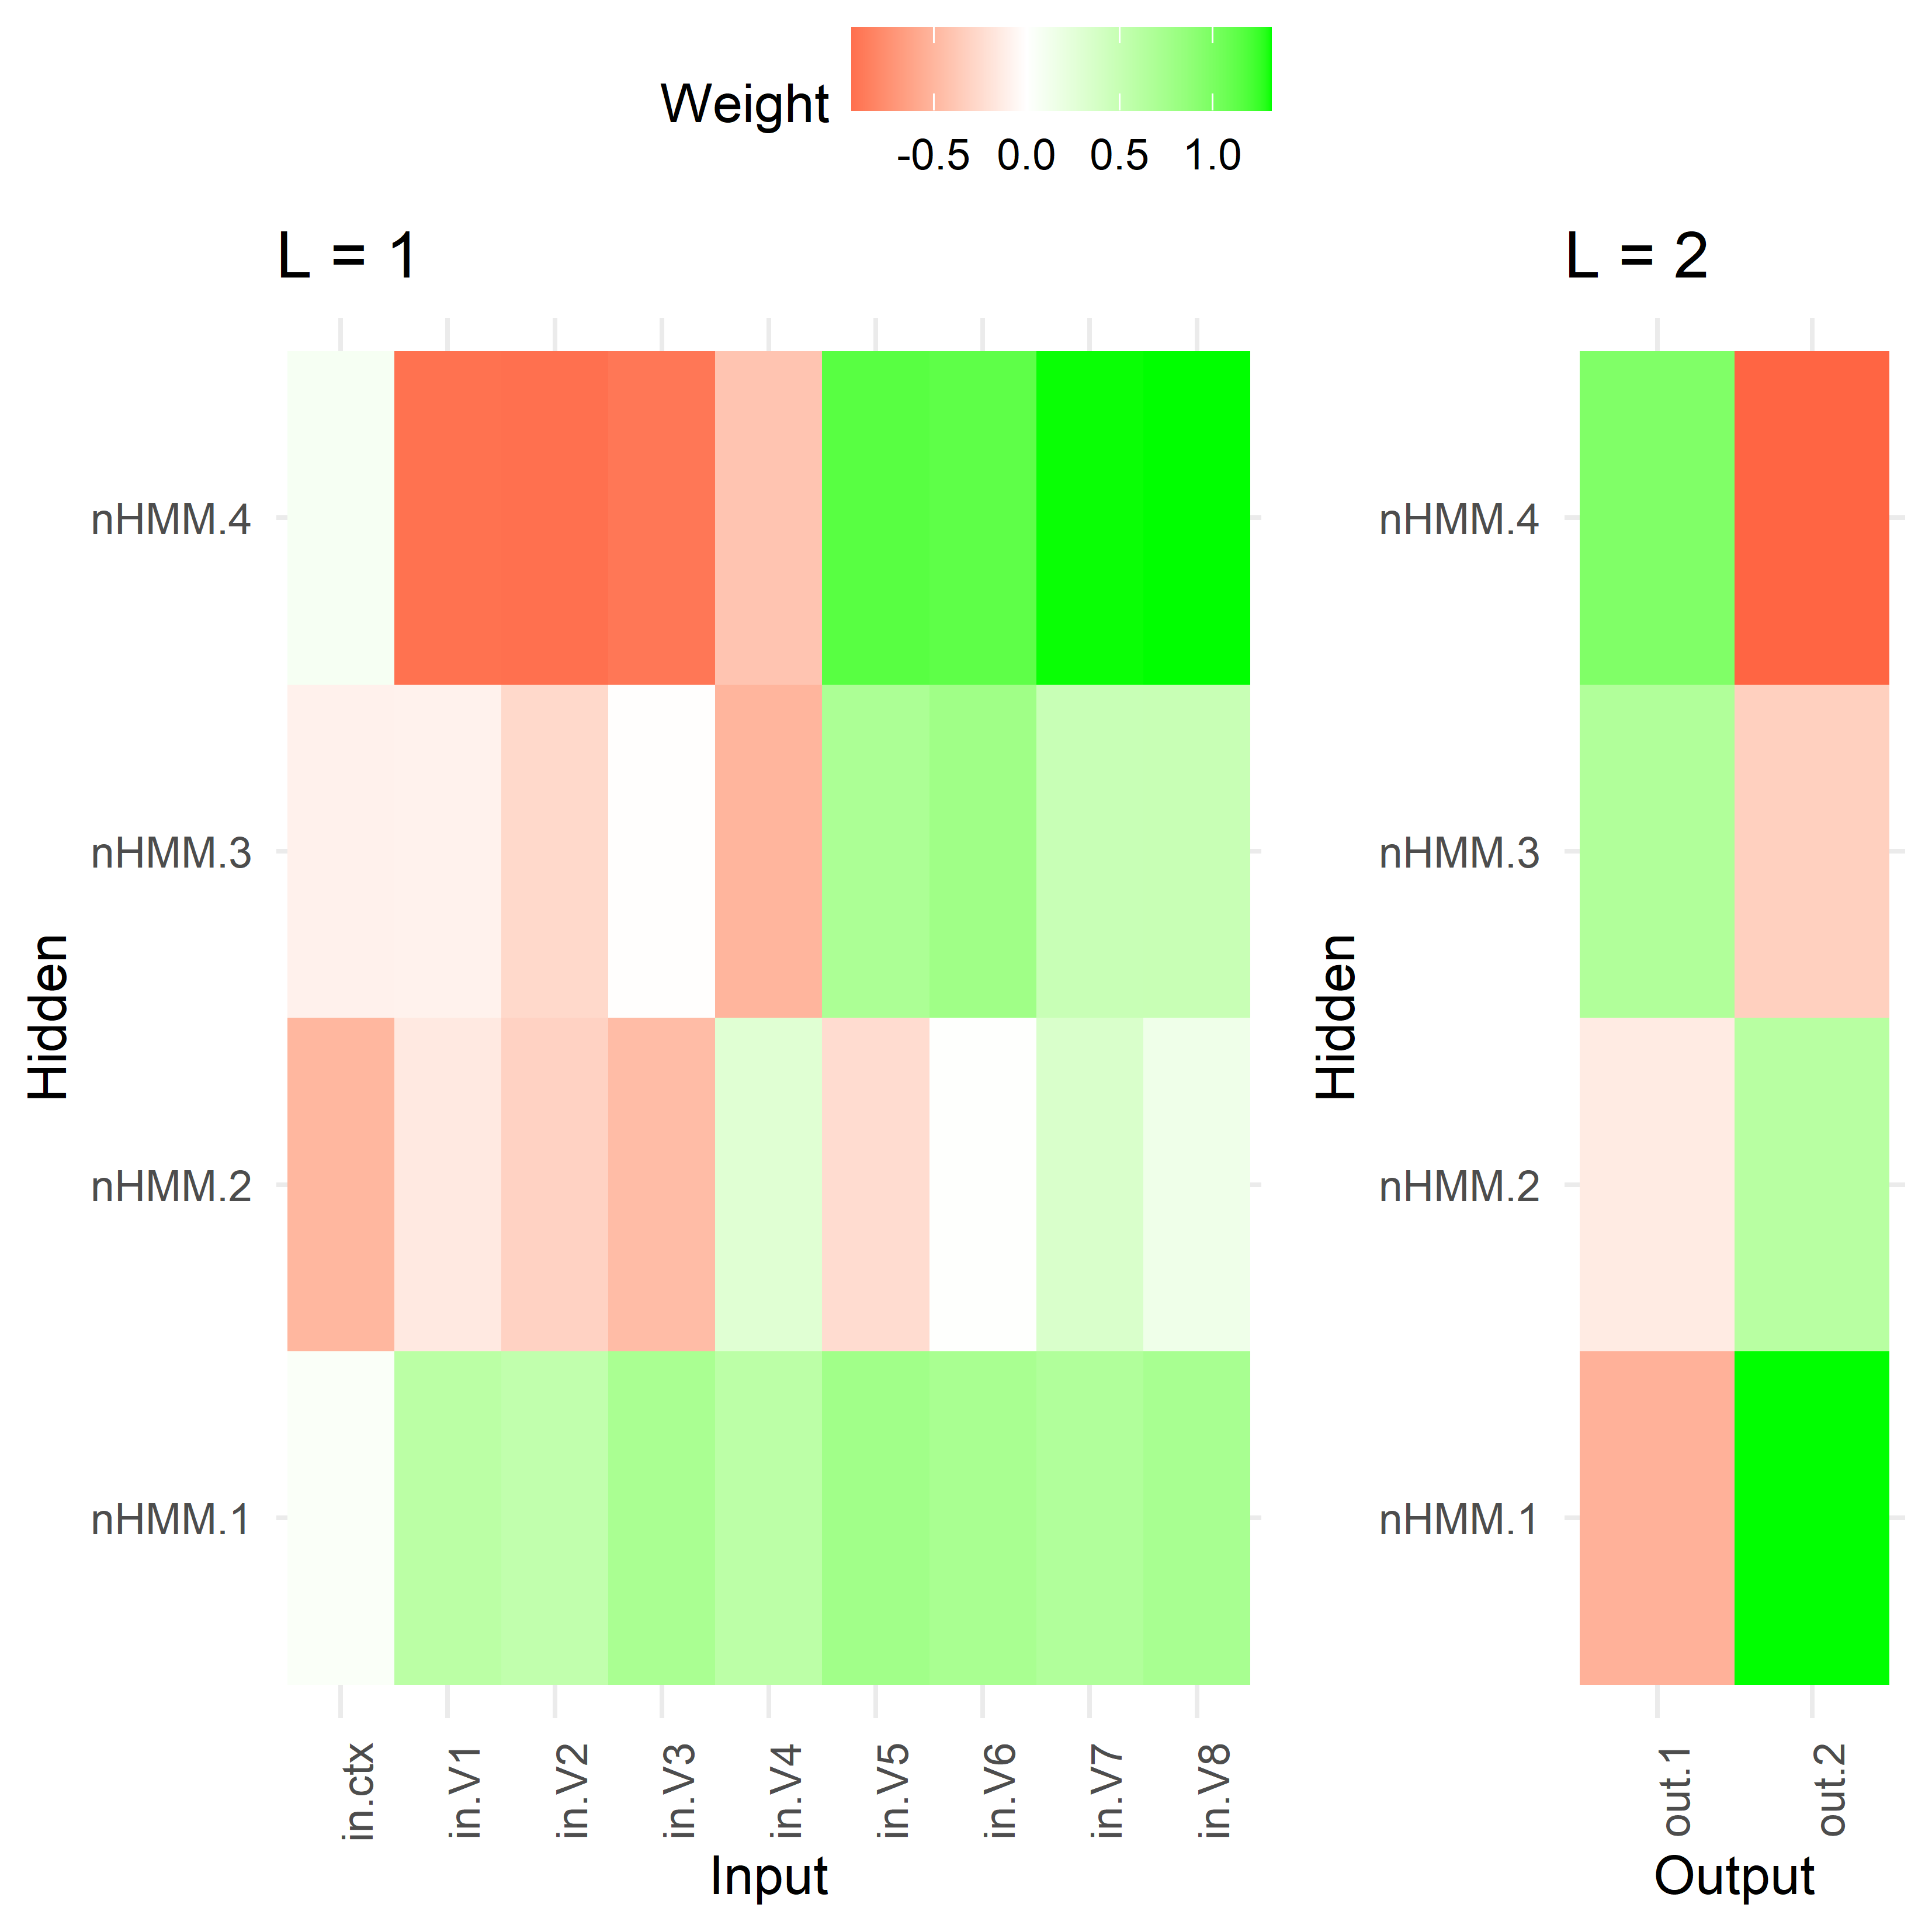 Weight
-0.5 0.0 0.5 1.0
L = 1
L = 2
Hidden
nHMM.4
nHMM.3
nHMM.2
nHMM.1
in.ctx in.V1 in.V2 in.V3 in.V4 in.V5 in.V6 in.V7 in.V8
Input
Hidden
nHMM.4
nHMM.3
nHMM.2
nHMM.1
out.1 out.2
Output